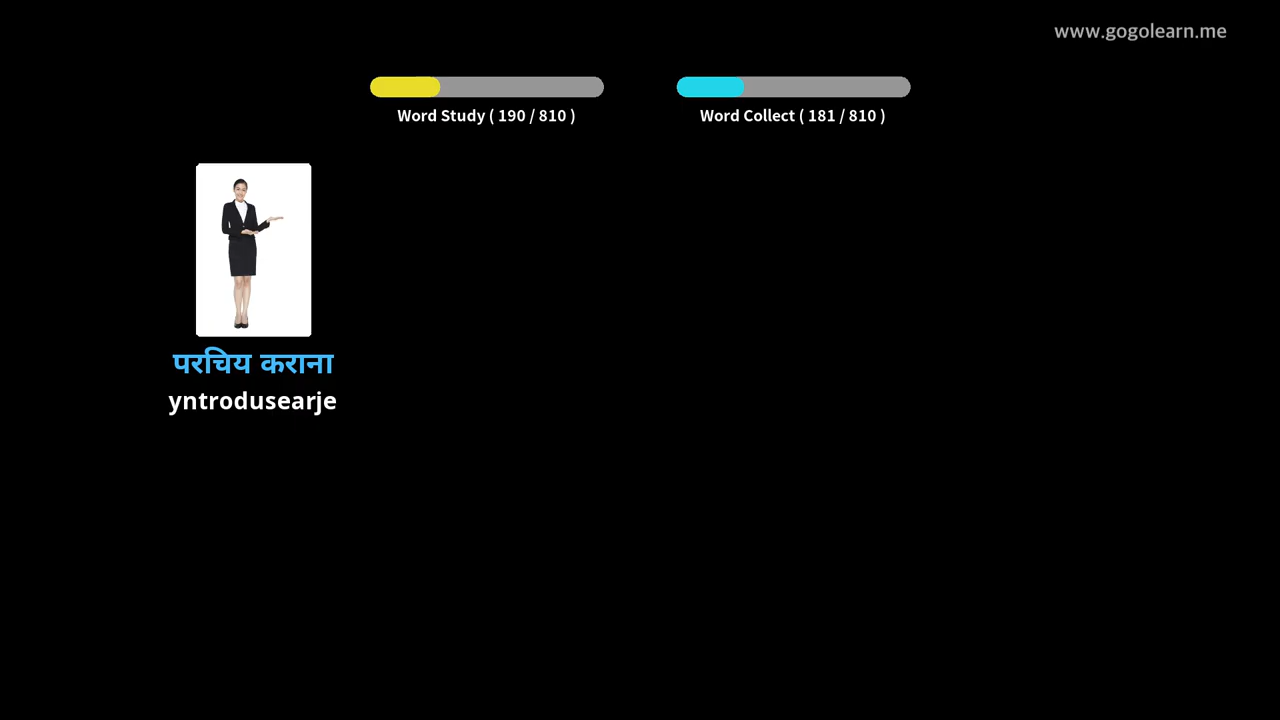 www.gogolearn.me
Word Study ( 190 / 810 )
Word Collect ( 181 / 810 )
परिचय कराना
yntrodusearje